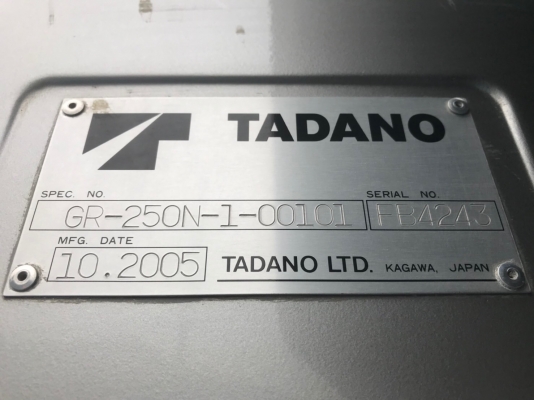 TADANO
SPEC. NO. SERIAL NO.
GR-250N-1-00101 FB4243
MFG. DATE
10.2005 TADANO LTD. KAGAWA, JAPAN